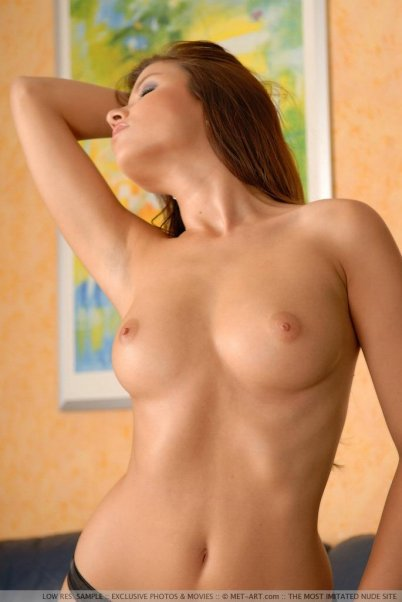 LOW RES SAMPLE :: EXCLUSIVE PHOTOS & MOVIES :: © MET-ART.COM :: THE MOST IMITATED NUDE SITE